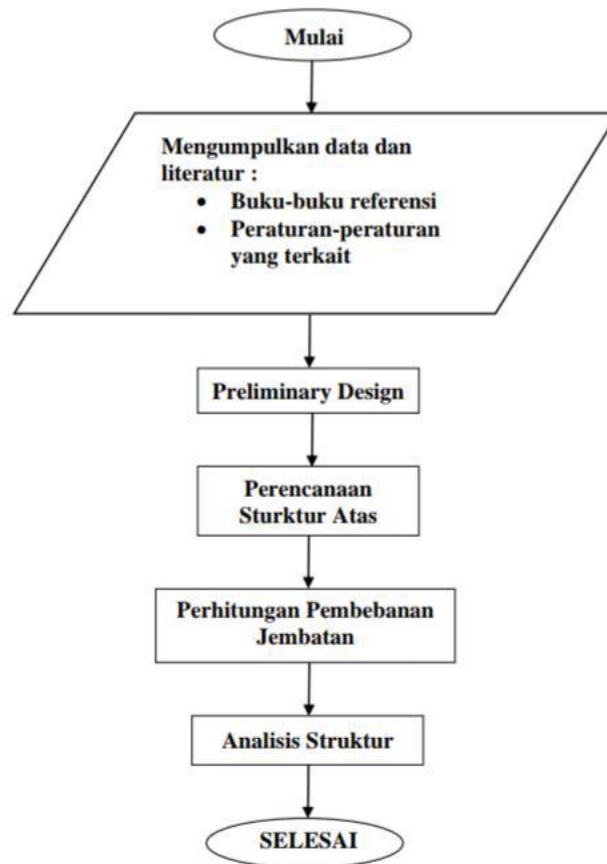 Mulai
Mengumpulkan data dan
literatur :
• Buku-buku referensi
• Peraturan-peraturan
yang terkait
Preliminary Design
Perencanaan
Sturktur Atas
Perhitungan Pembebanan
Jembatan
Analisis Struktur
SELESAI